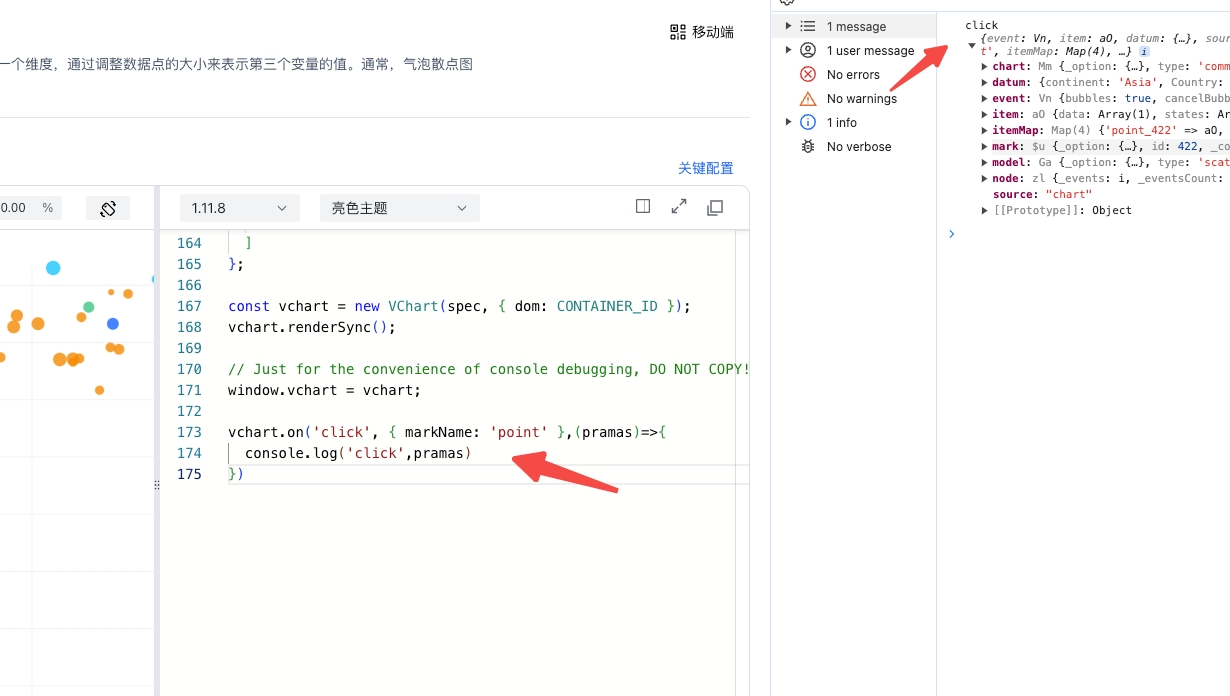 移动端
一个维度，通过调整数据点的大小来表示第三个变量的值。通常，气泡散点图
关键配置
0.00 %
1.11.8
亮色主题
164 ]
165 };
166
167 const vchart = new VChart(spec, { dom: CONTAINER_ID });
168 vchart.renderSync();
169
170 // Just for the convenience of console debugging, DO NOT COPY!
171 window.vchart = vchart;
172
173 vchart.on('click', { markName: 'point' },(pramas)=>{
174 console.log('click',pramas)
175 })
1 message
1 user message
No errors
No warnings
1 info
No verbose
click
{event: Vn, item: aO, datum: {…}, sour
t', itemMap: Map(4), …} i
chart: Mm {_option: {…}, type: 'comm
datum: {continent: 'Asia', Country:
event: Vn {bubbles: true, cancelBubb
item: aO {data: Array(1), states: Ar
itemMap: Map(4) {'point_422' => aO,
mark: $u {_option: {…}, id: 422, _co
model: Ga {_option: {…}, type: 'scat
node: zl {_events: i, _eventsCount:
source: "chart"
[[Prototype]]: Object